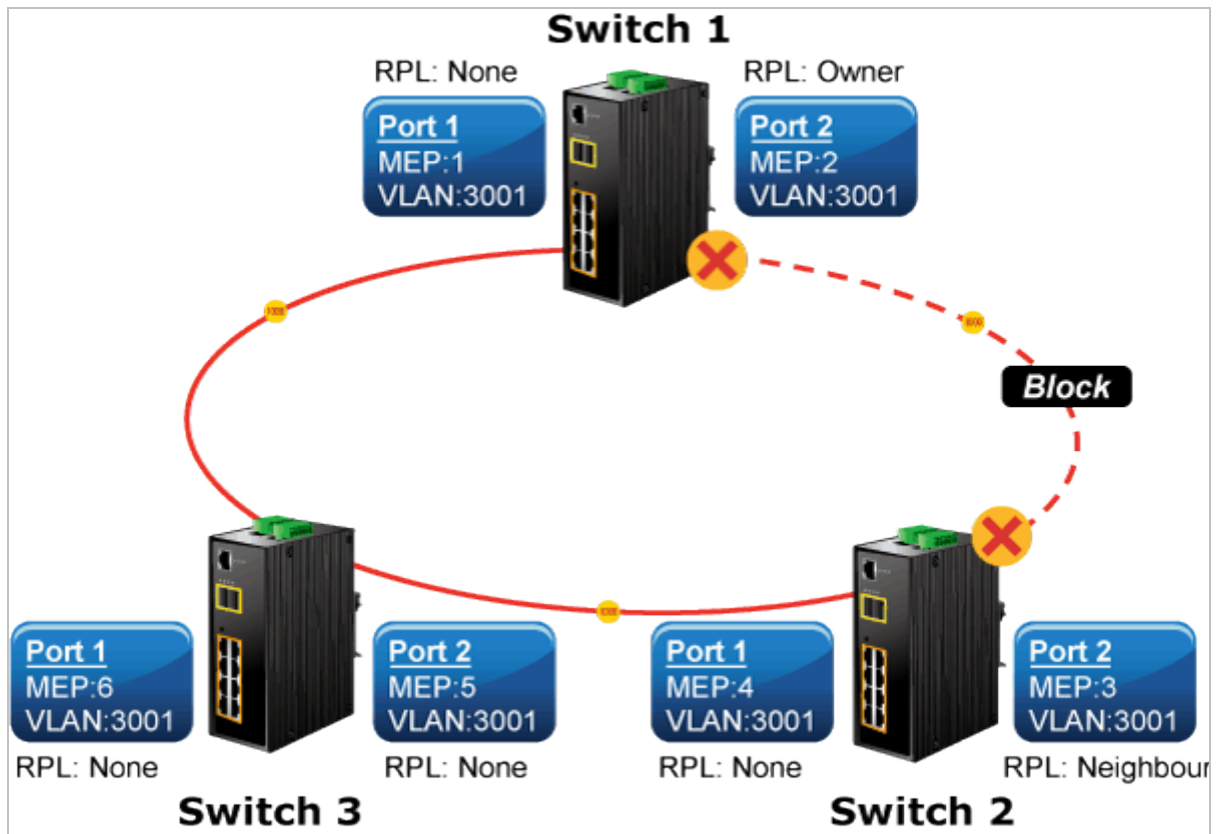 Switch 1
RPL: None
RPL: Owner
Port 1
MEP:1
VLAN:3001
Port 2
MEP:2
VLAN:3001
Block
Port 1
MEP:6
VLAN:3001
RPL: None
Port 2
MEP:5
VLAN:3001
RPL: None
Port 1
MEP:4
VLAN:3001
RPL: None
Port 2
MEP:3
VLAN:3001
RPL: Neighbour
Switch 3
Switch 2